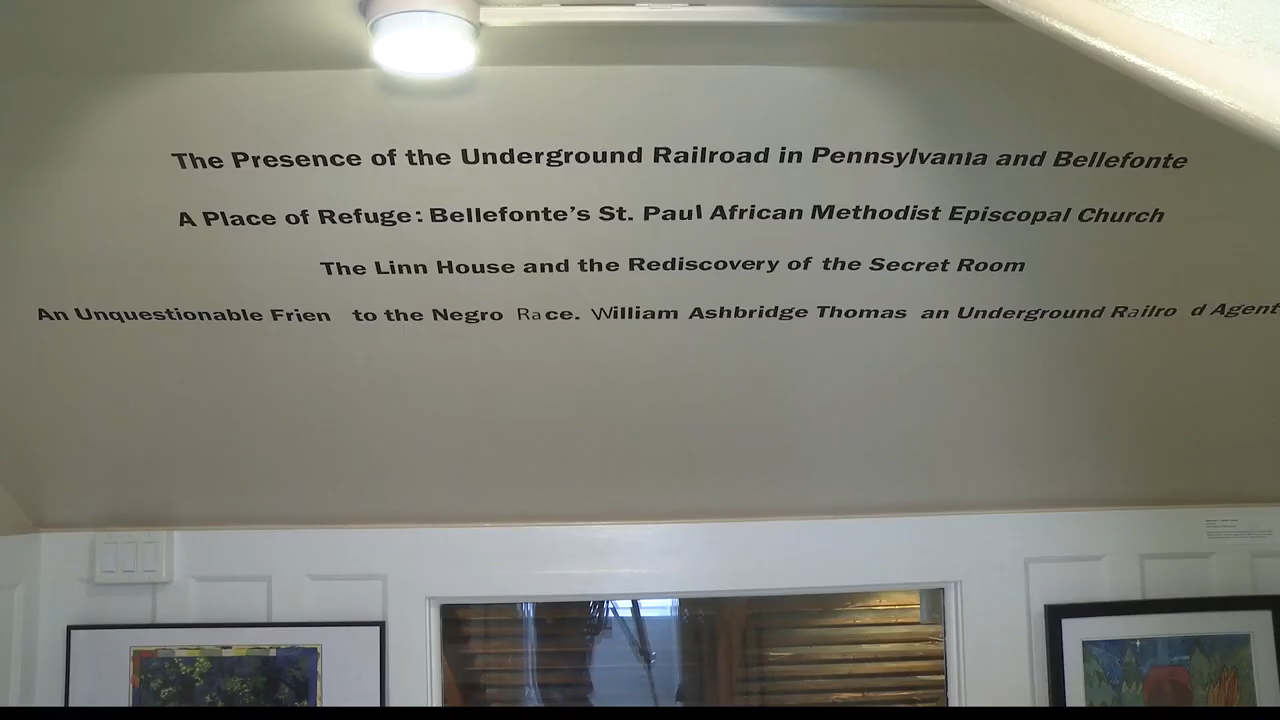 The Presence of the Underground Railroad in Pennsylvania and Bellefonte
A Place of Refuge: Bellefonte's St. Paul African Methodist Episcopal Church
The Linn House and the Rediscovery of the Secret Room
An Unquestionable Frien to the Negro Race. William Ashbridge Thomas an Underground Railro d Agent